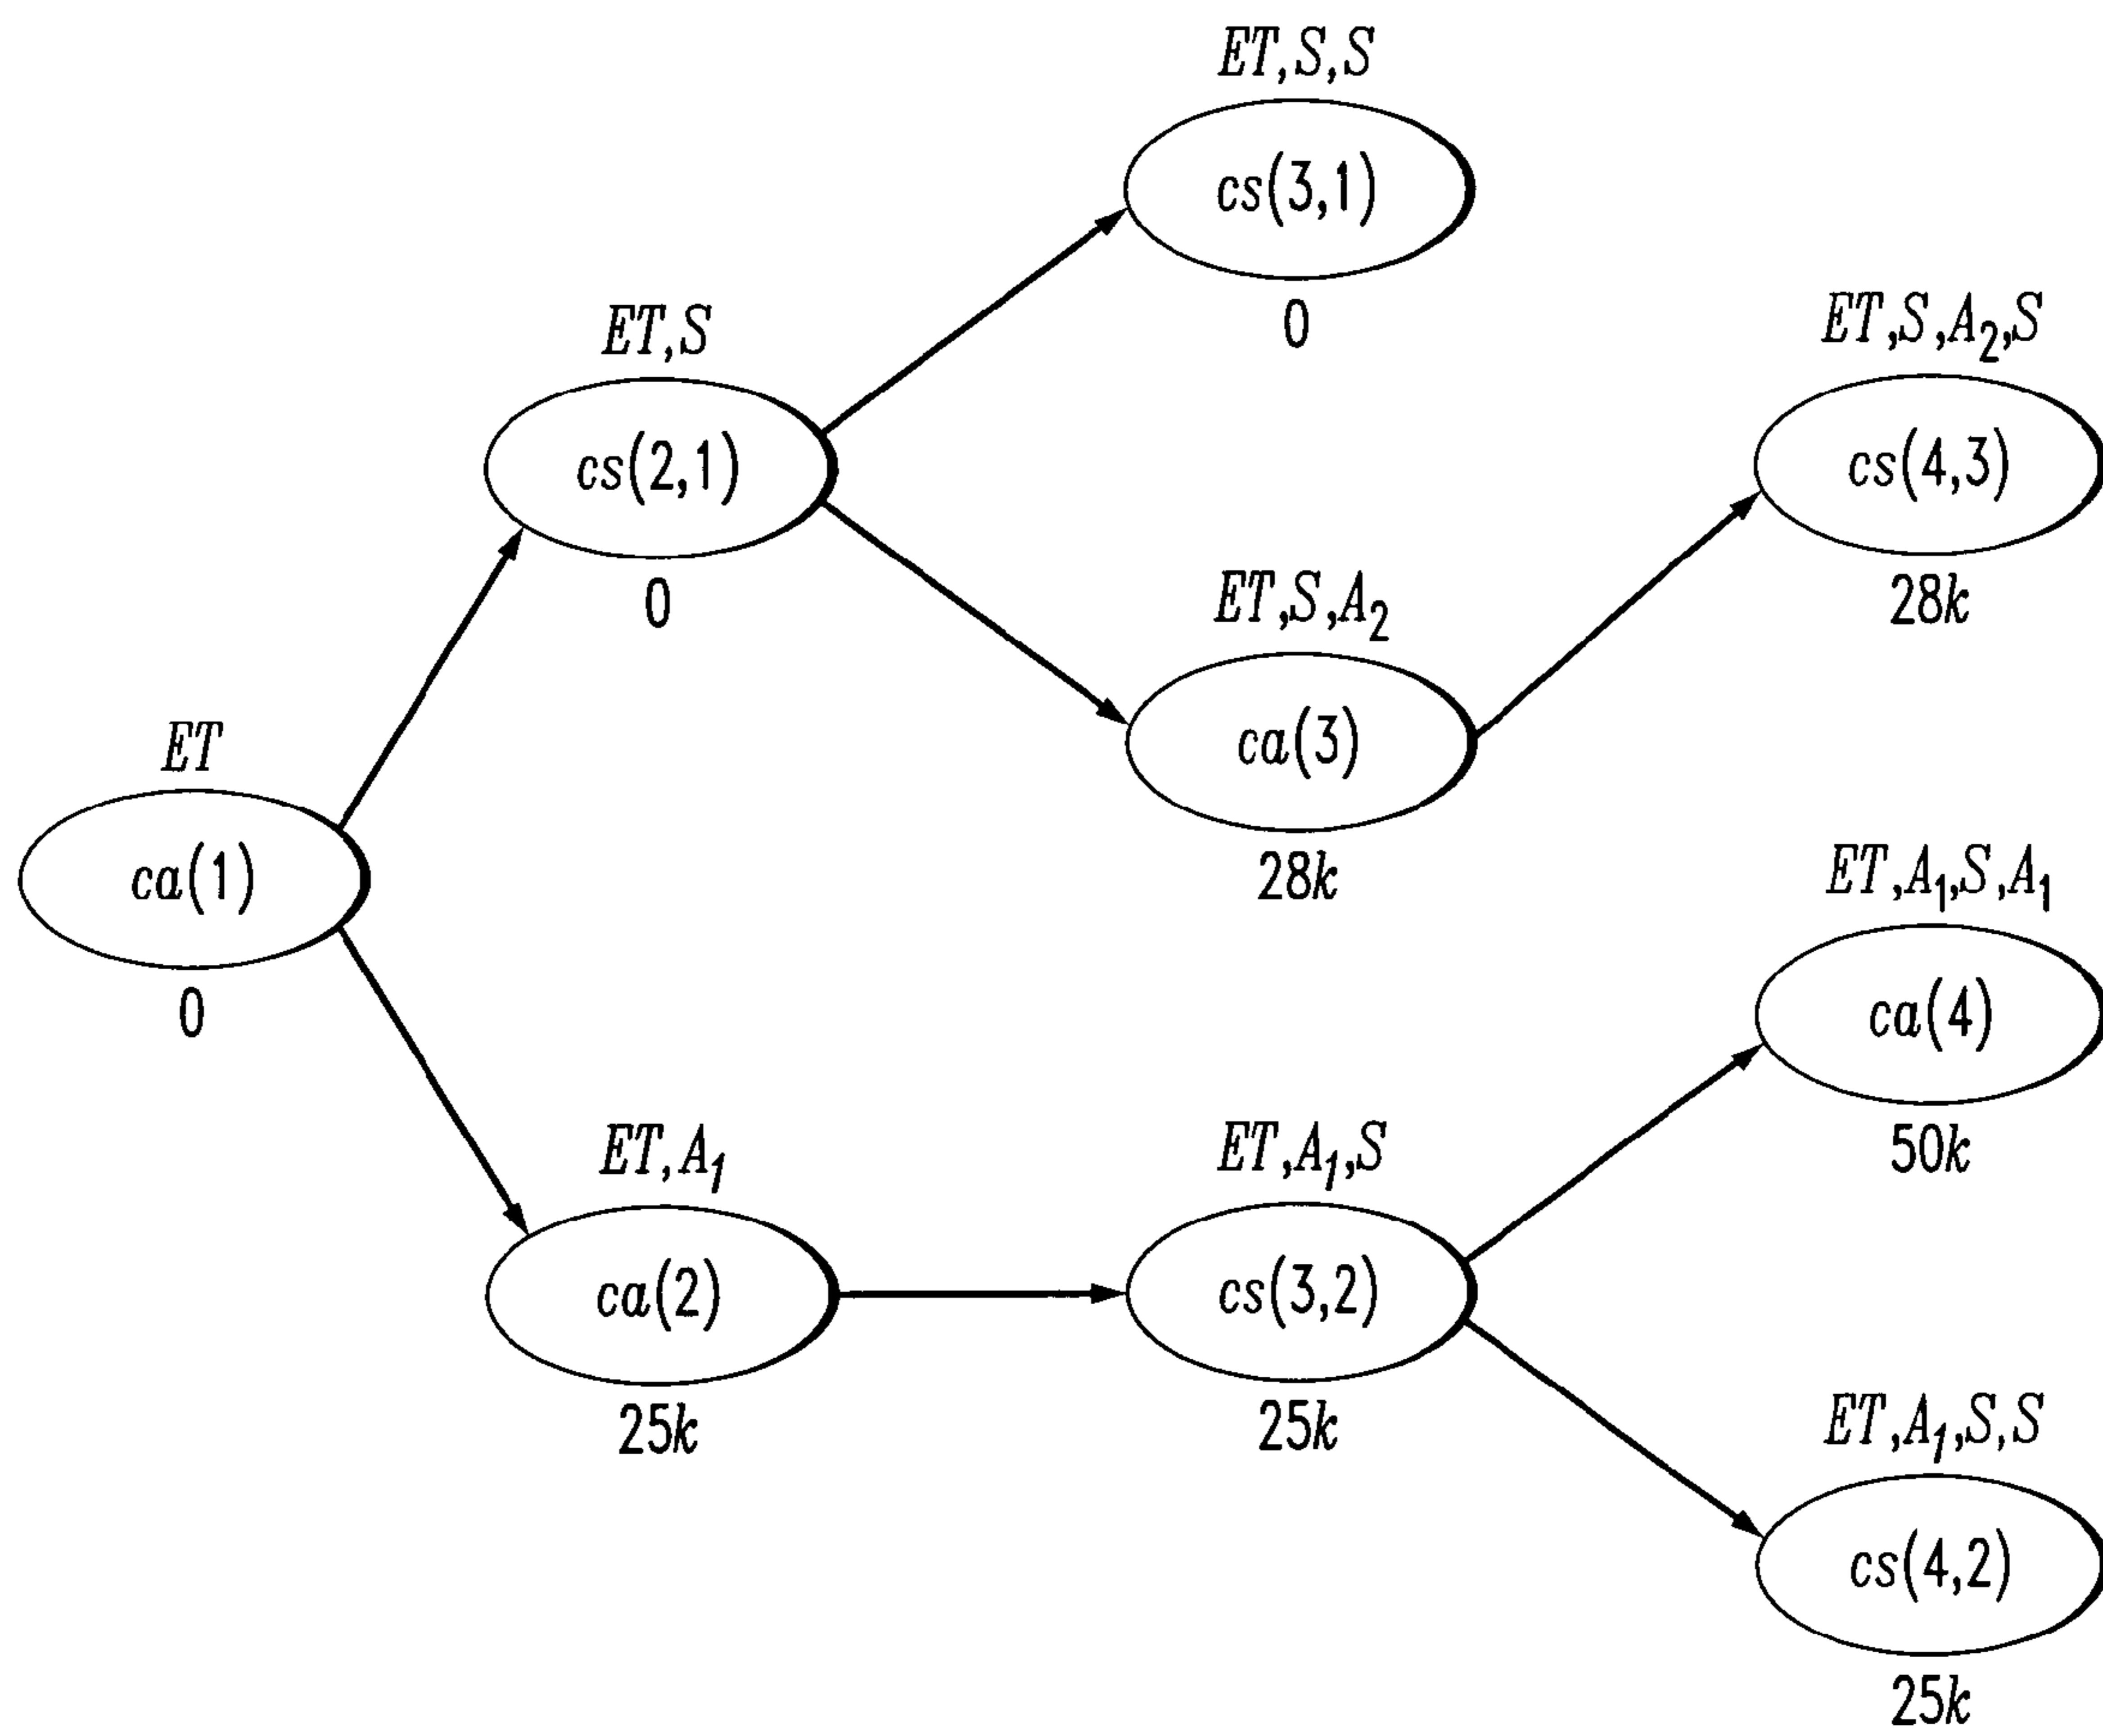 ET,S,S
cs(3,1)
0
ET,S
cs(2,1)
0
ET,S,A₂,S
cs(4,3)
28k
ET,S,A₂
ca(3)
28k
ET
ca(1)
0
ET,A₁,S,A₁
ca(4)
50k
ET,A₁
ca(2)
25k
ET,A₁,S
cs(3,2)
25k
ET,A₁,S,S
cs(4,2)
25k